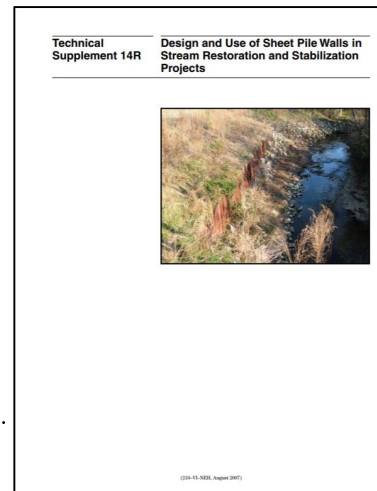 Technical
Supplement 14R
Design and Use of Sheet Pile Walls in
Stream Restoration and Stabilization
Projects
(210–VI–NEH, August 2007)